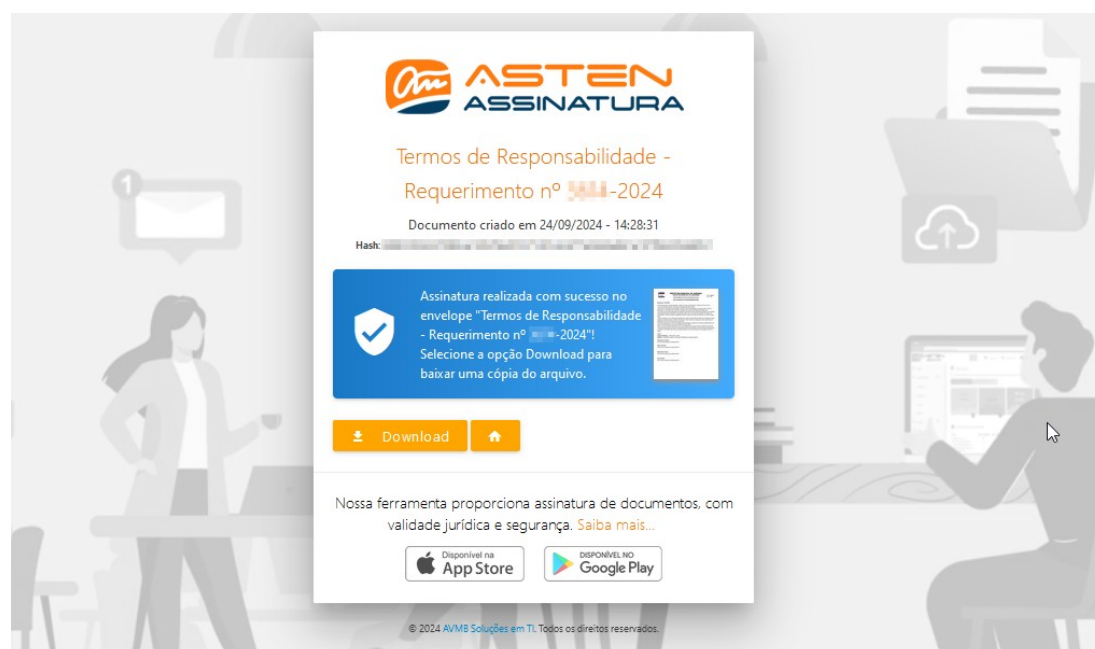 1
ASTEN
ASSINATURA
Termos de Responsabilidade -
Requerimento nº -2024
Documento criado em 24/09/2024 - 14:28:31
Hash:
Assinatura realizada com sucesso no
envelope "Termos de Responsabilidade
- Requerimento nº -2024"!
Selecione a opção Download para
baixar uma cópia do arquivo.
Download
Nossa ferramenta proporciona assinatura de documentos, com
validade jurídica e segurança. Saiba mais...
Disponível na
App Store
DISPONÍVEL NO
Google Play
© 2024 AVMB Soluções em TI. Todos os direitos reservados.